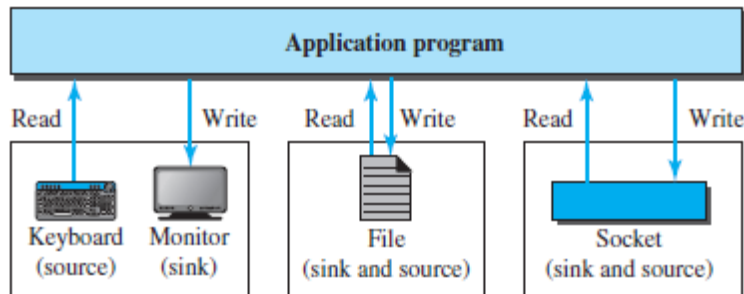 Application program
Read Write Read Write Read Write
Keyboard Monitor File Socket
(source) (sink) (sink and source) (sink and source)